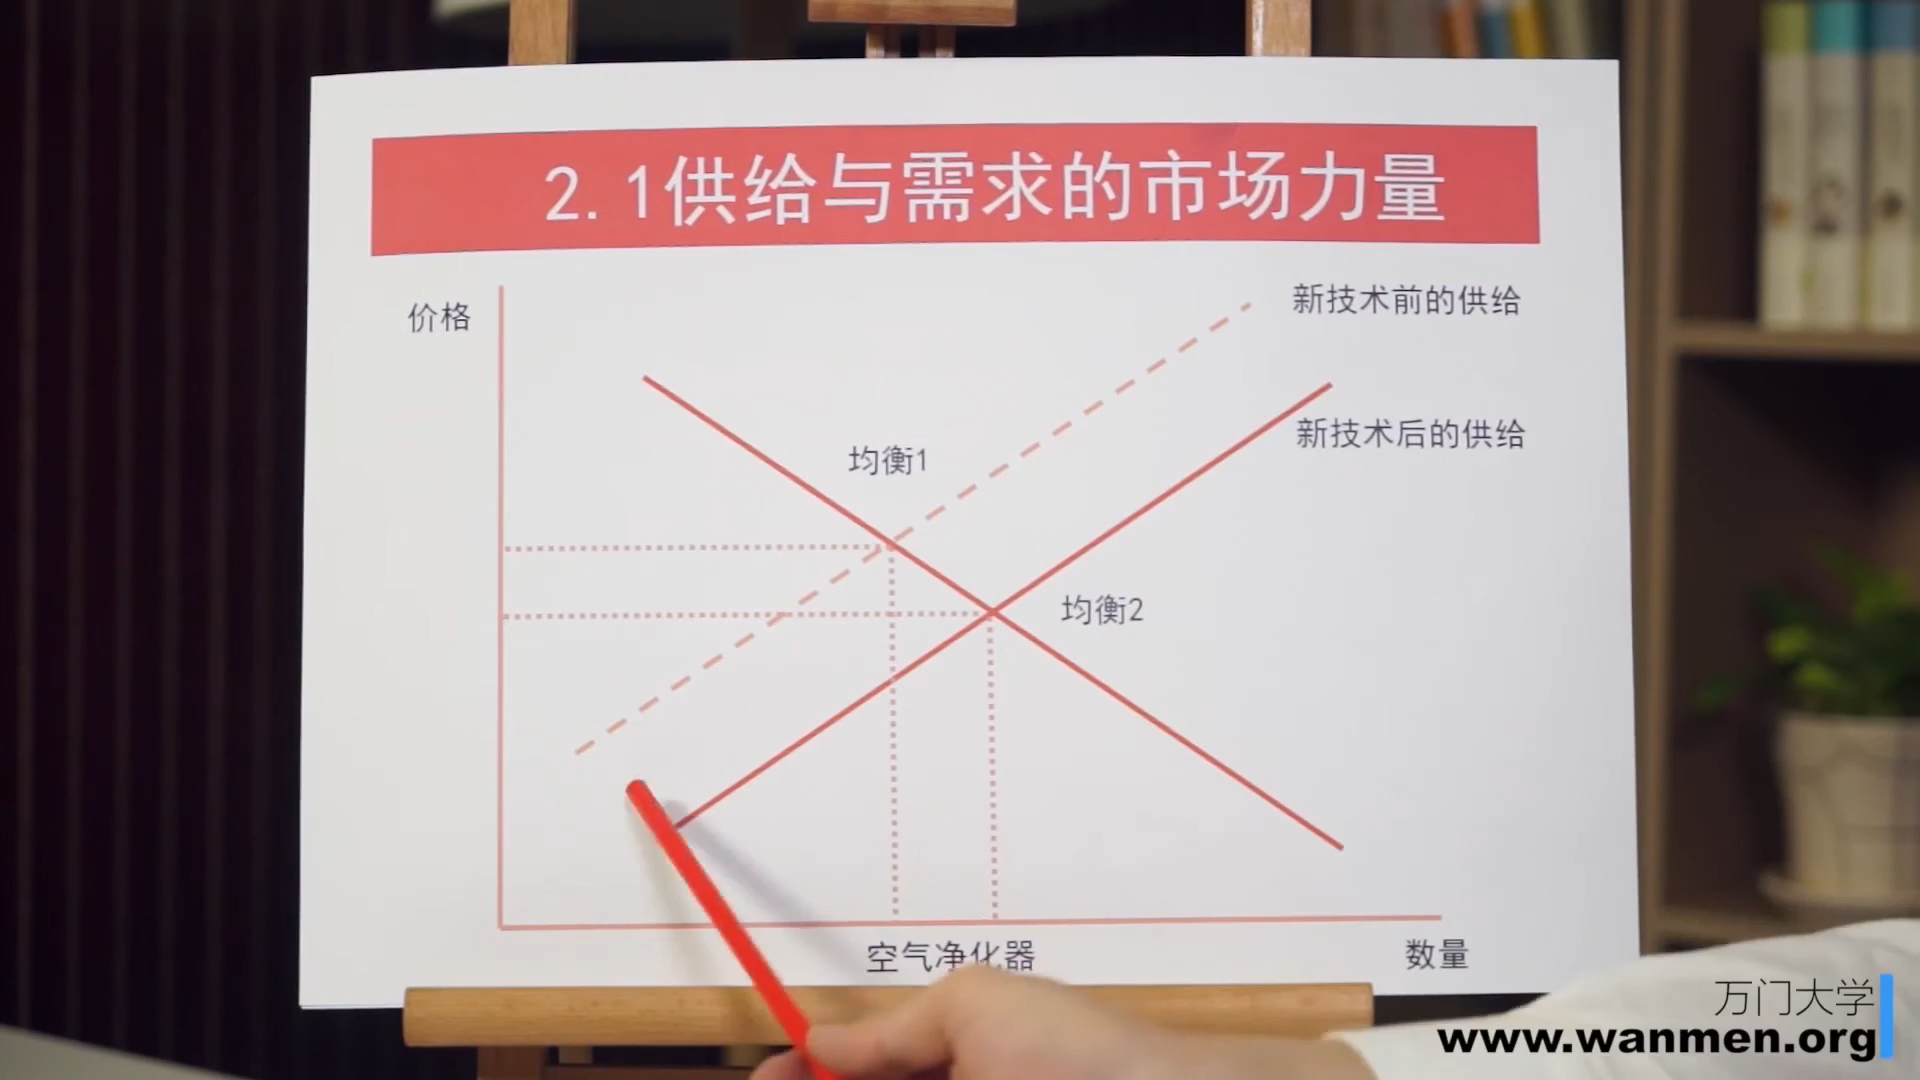 2.1供给与需求的市场力量
价格
新技术前的供给
新技术后的供给
均衡1
均衡2
空气净化器
数量
万门大学
www.wanmen.org